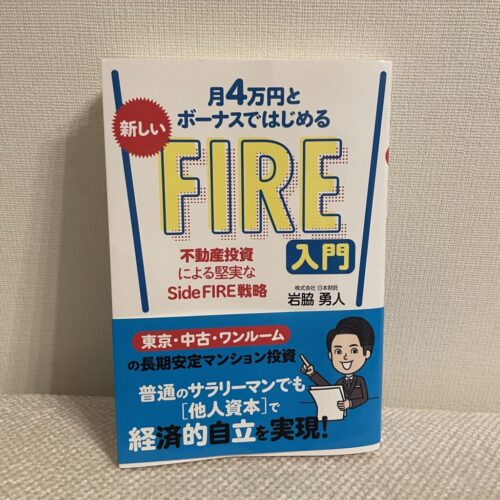 月4万円と
ボーナスではじめる
新しい
FIRE
入門
不動産投資
による堅実な
Side FIRE戦略
株式会社 日本財託
岩脇 勇人
東京・中古・ワンルーム
の長期安定マンション投資
普通のサラリーマンでも
[他人資本]で
経済的自立を実現!